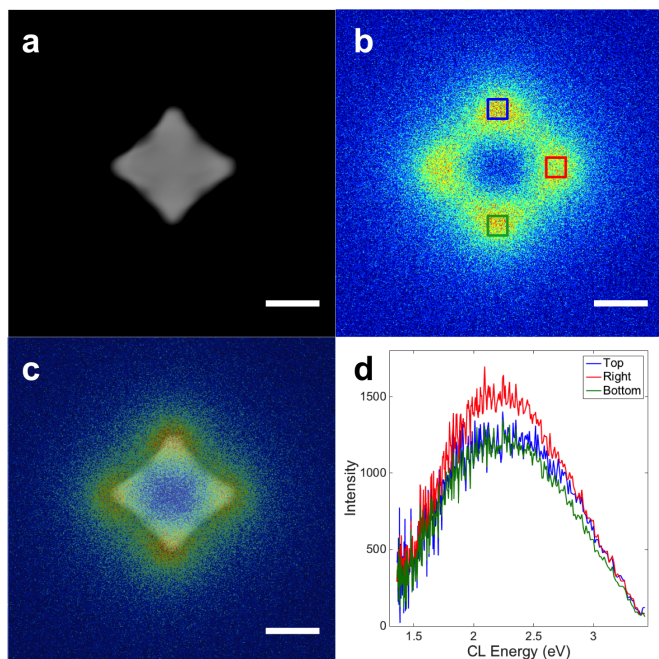 a
b
c
d
Top
Right
Bottom
1500
1000
500
0
Intensity
1.5
2
2.5
3
CL Energy (eV)